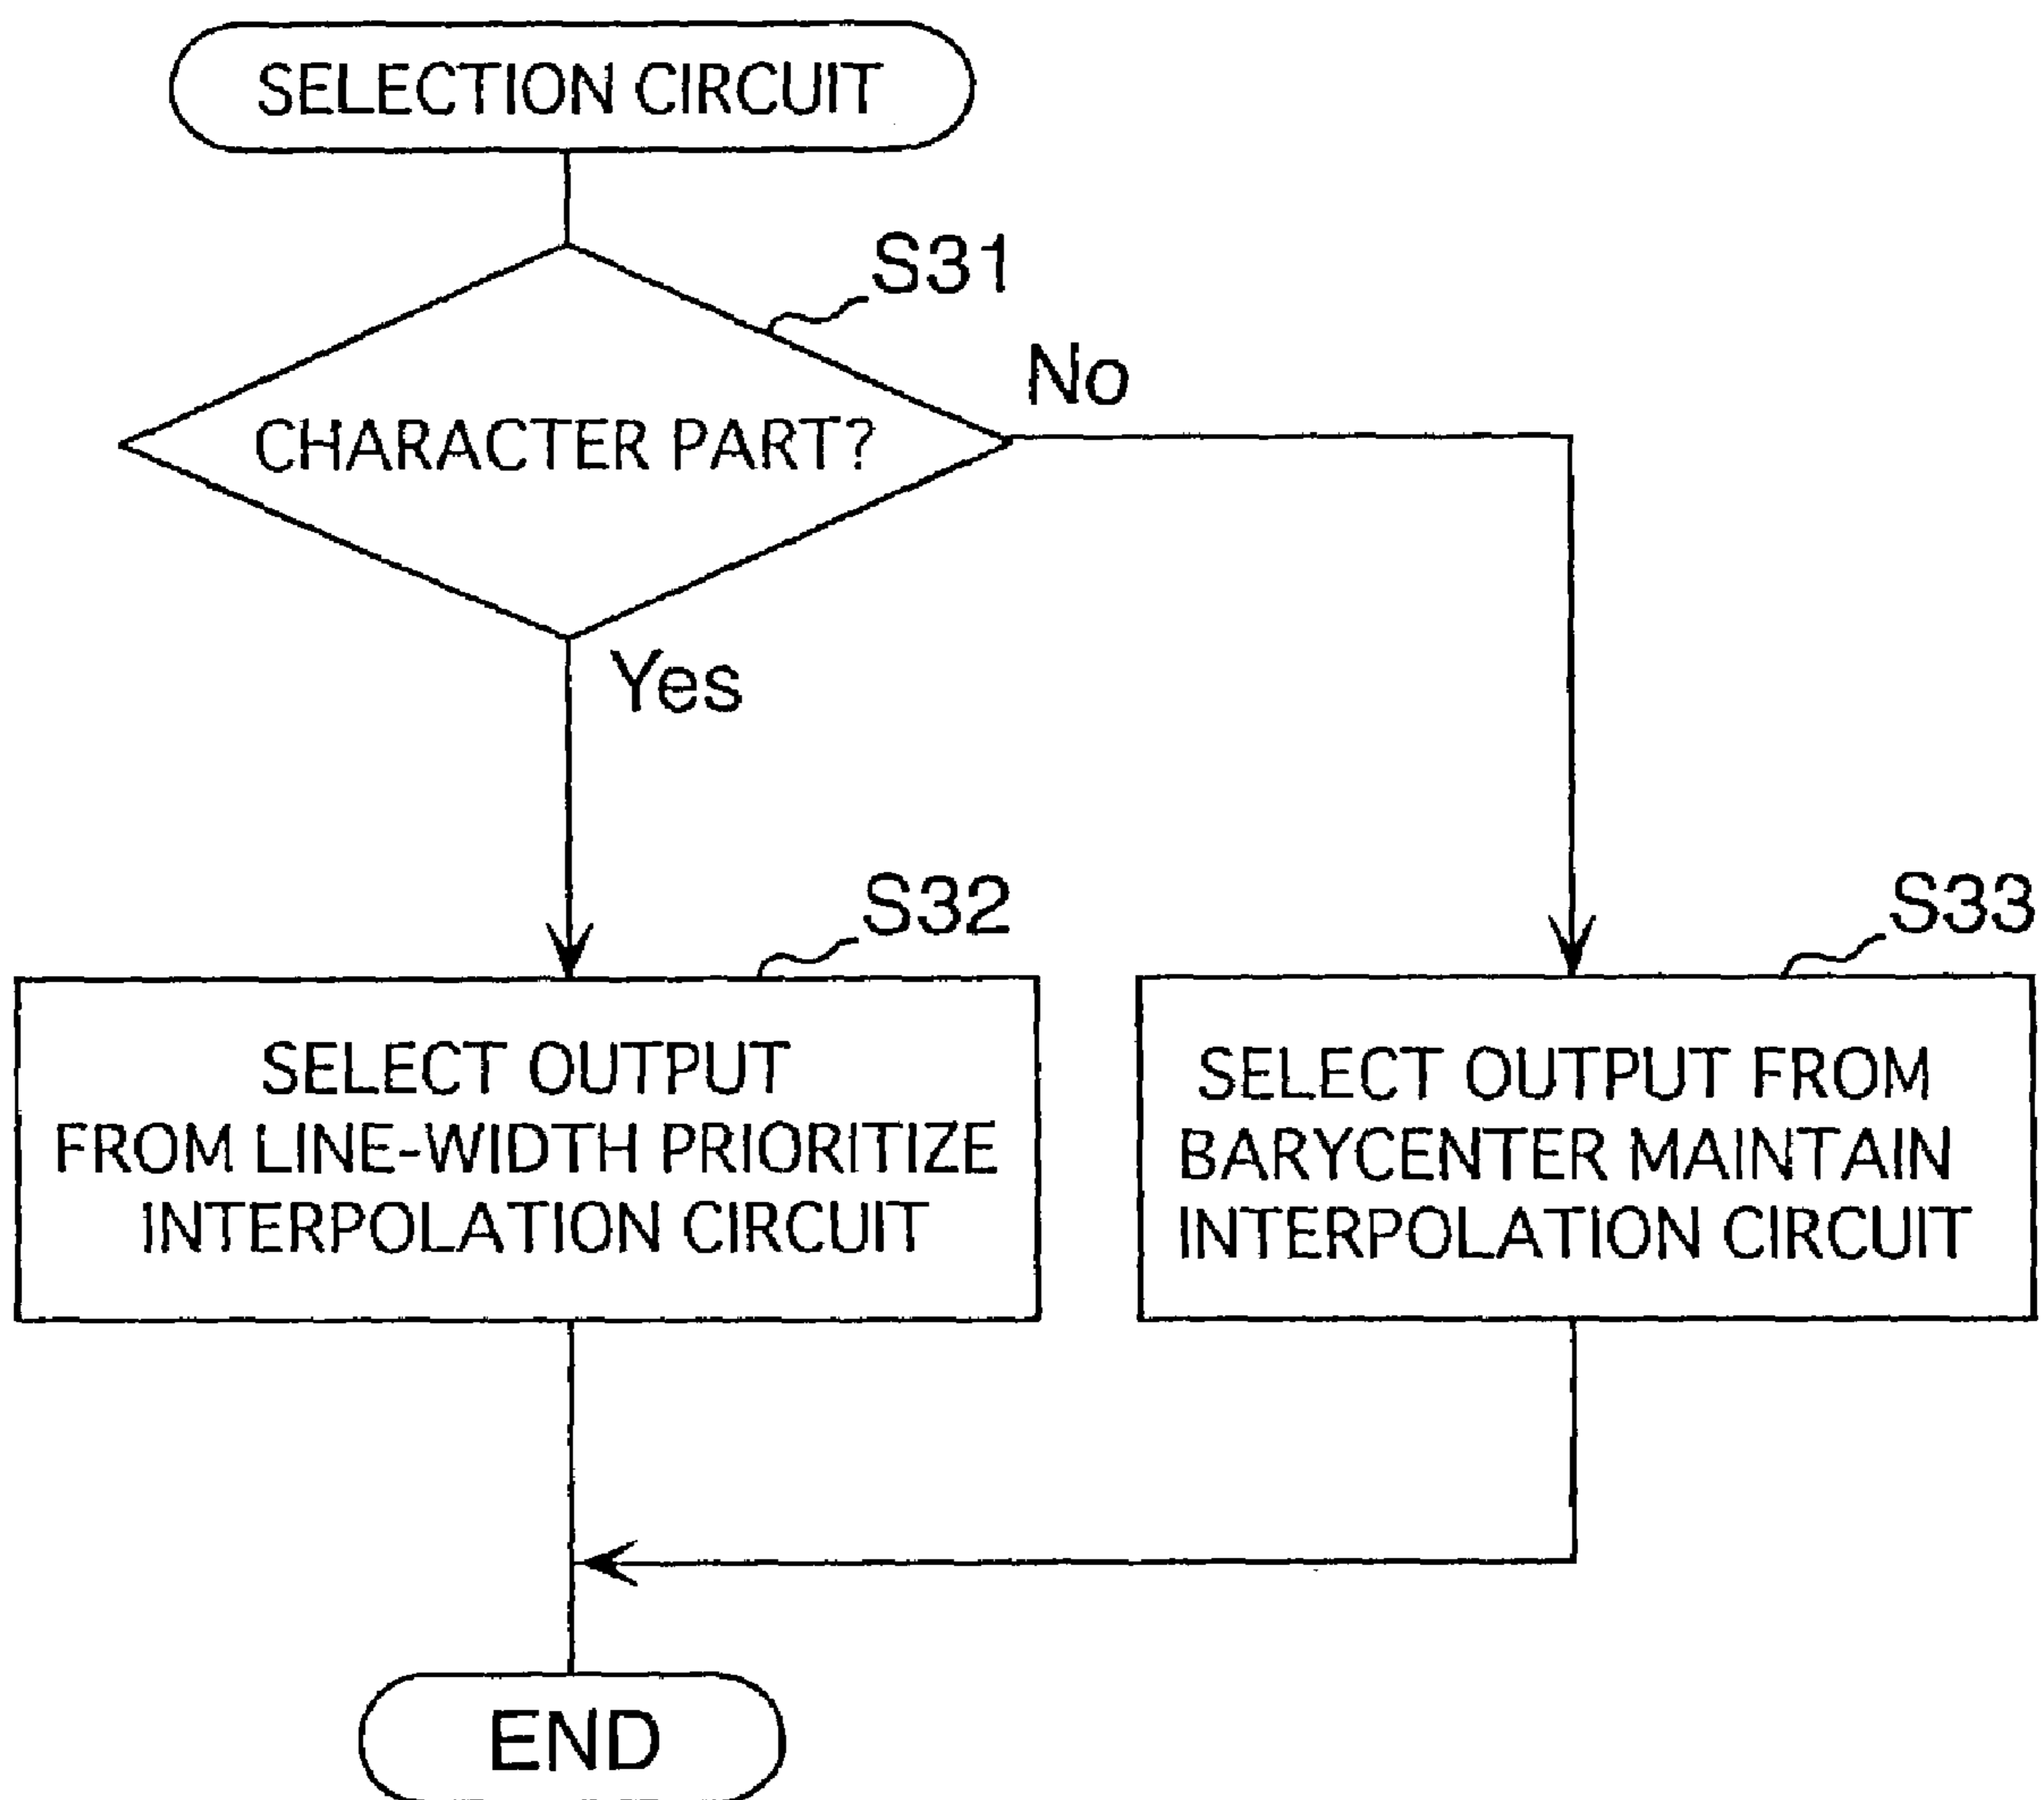 SELECTION CIRCUIT
S31
CHARACTER PART?
No
Yes
S32
SELECT OUTPUT
FROM LINE-WIDTH PRIORITIZE
INTERPOLATION CIRCUIT
S33
SELECT OUTPUT FROM
BARYCENTER MAINTAIN
INTERPOLATION CIRCUIT
END